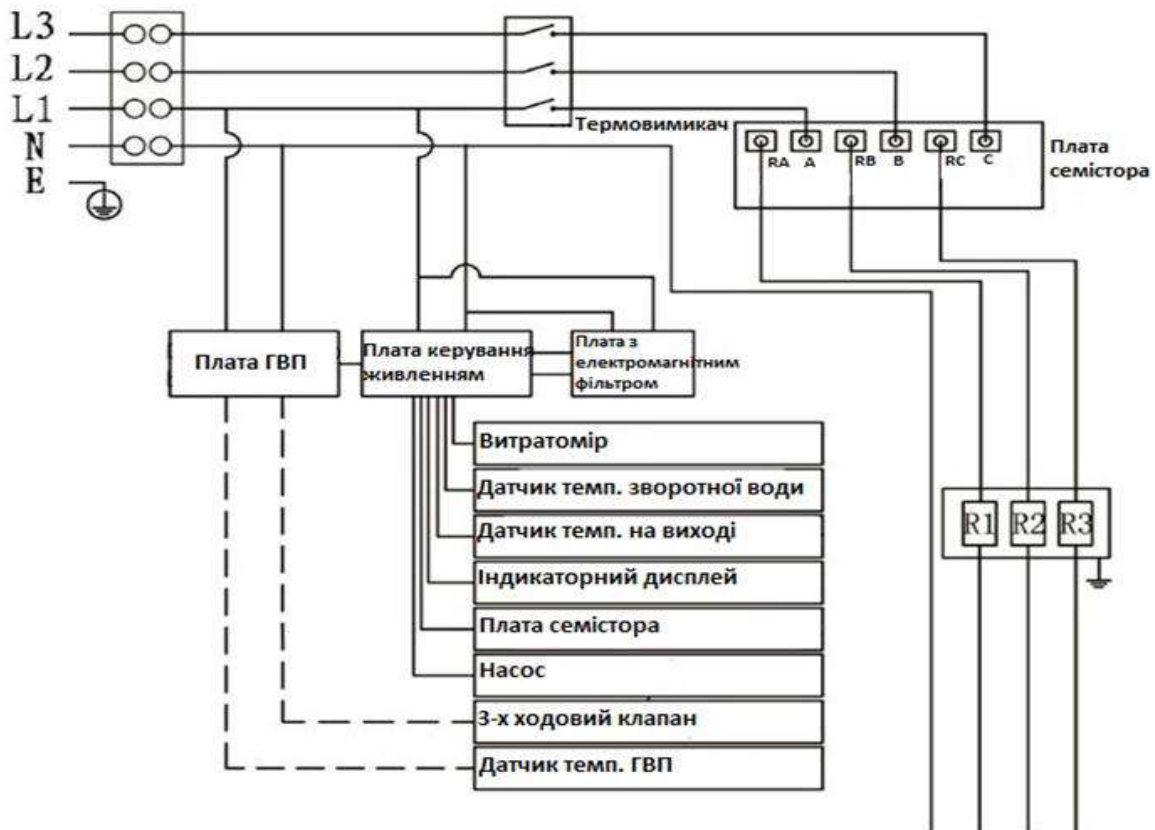 L3
L2
L1
N
E
Термовимикач
RA A RB B RC C
Плата
семістора
Плата ГВП
Плата керування
живленням
Плата з
електромагнітним
фільтром
Витратомір
Датчик темп. зворотної води
Датчик темп. на виході
Індикаторний дисплей
Плата семістора
Насос
3-х ходовий клапан
Датчик темп. ГВП
R1 R2 R3